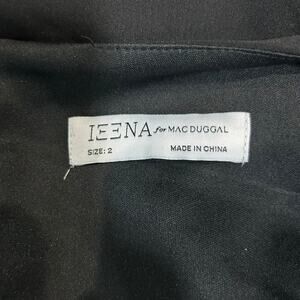 IEENA for MAC DUGGAL
SIZE: 2 MADE IN CHINA